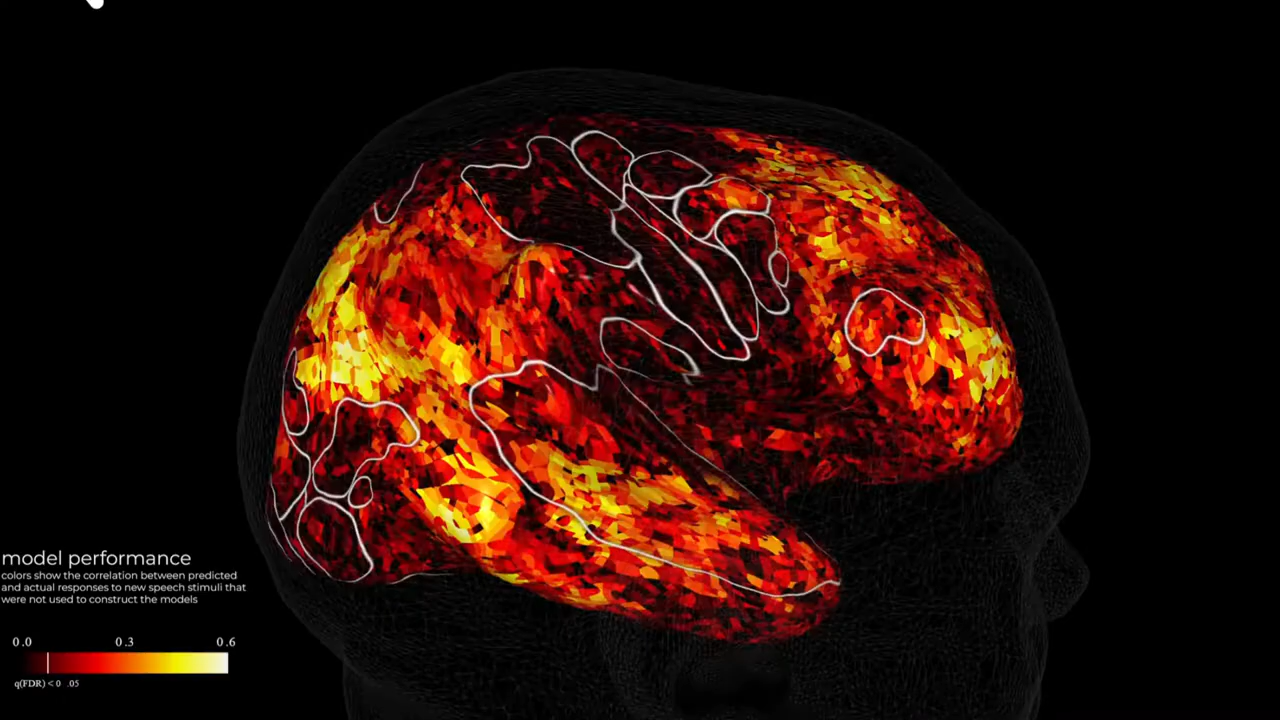 model performance
colors show the correlation between predicted
and actual responses to new speech stimuli that
were not used to construct the models
0.0 0.3 0.6
q(FDR) < 0 .05